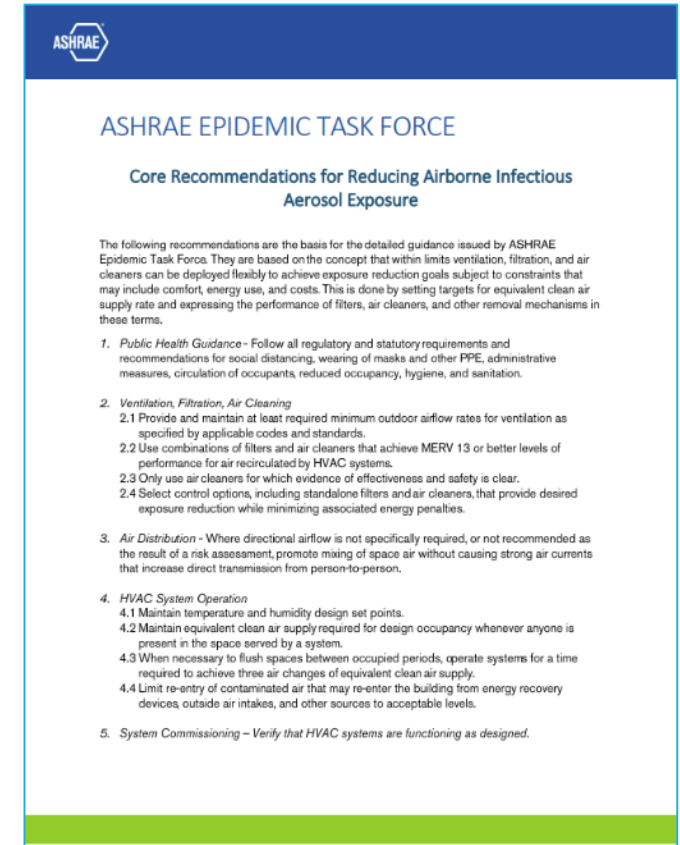 ASHRAE
ASHRAE EPIDEMIC TASK FORCE
Core Recommendations for Reducing Airborne Infectious
Aerosol Exposure
The following recommendations are the basis for the detailed guidance issued by ASHRAE
Epidemic Task Force. They are based on the concept that within limits ventilation, filtration, and air
cleaners can be deployed flexibly to achieve exposure reduction goals subject to constraints that
may include comfort, energy use, and costs. This is done by setting targets for equivalent clean air
supply rate and expressing the performance of filters, air cleaners, and other removal mechanisms in
these terms.
1. Public Health Guidance - Follow all regulatory and statutory requirements and
recommendations for social distancing, wearing of masks and other PPE, administrative
measures, circulation of occupants, reduced occupancy, hygiene, and sanitation.
2. Ventilation, Filtration, Air Cleaning
2.1 Provide and maintain at least required minimum outdoor airflow rates for ventilation as
specified by applicable codes and standards.
2.2 Use combinations of filters and air cleaners that achieve MERV 13 or better levels of
performance for air recirculated by HVAC systems.
2.3 Only use air cleaners for which evidence of effectiveness and safety is clear.
2.4 Select control options, including standalone filters and air cleaners, that provide desired
exposure reduction while minimizing associated energy penalties.
3. Air Distribution - Where directional airflow is not specifically required, or not recommended as
the result of a risk assessment, promote mixing of space air without causing strong air currents
that increase direct transmission from person-to-person.
4. HVAC System Operation
4.1 Maintain temperature and humidity design set points.
4.2 Maintain equivalent clean air supply required for design occupancy whenever anyone is
present in the space served by a system.
4.3 When necessary to flush spaces between occupied periods, operate systems for a time
required to achieve three air changes of equivalent clean air supply.
4.4 Limit re-entry of contaminated air that may re-enter the building from energy recovery
devices, outside air intakes, and other sources to acceptable levels.
5. System Commissioning – Verify that HVAC systems are functioning as designed.